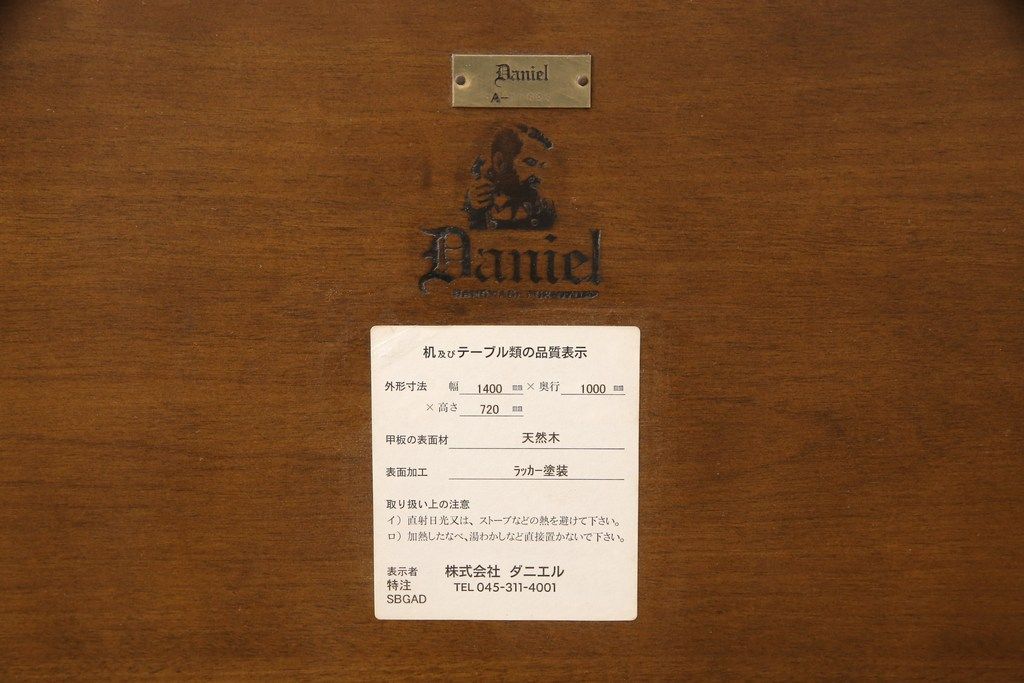 Daniel
A-
Daniel
机及びテーブル類の品質表示
外形寸法 幅 1400 ㎜ × 奥行 1000 ㎜
× 高さ 720 ㎜
甲板の表面材 天然木
表面加工 ラッカー塗装
取り扱い上の注意
イ）直射日光又は、ストーブなどの熱を避けて下さい。
ロ）加熱したなべ、湯わかしなど直接置かないで下さい。
表示者 株式会社 ダニエル
特注 TEL 045-311-4001
SBGAD